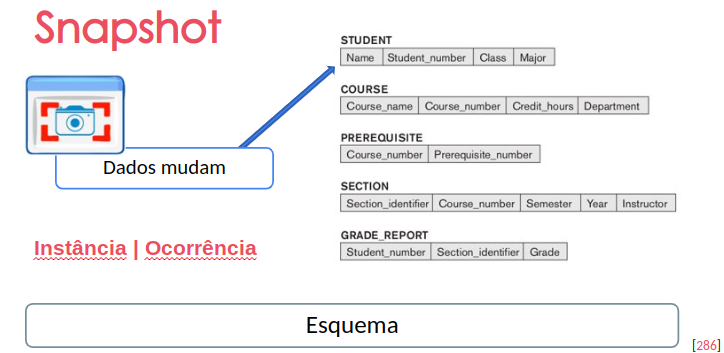 Snapshot
Dados mudam
Instância | Ocorrência
STUDENT
Name Student_number Class Major
COURSE
Course_name Course_number Credit_hours Department
PREREQUISITE
Course_number Prerequisite_number
SECTION
Section_identifier Course_number Semester Year Instructor
GRADE_REPORT
Student_number Section_identifier Grade
Esquema
[286]